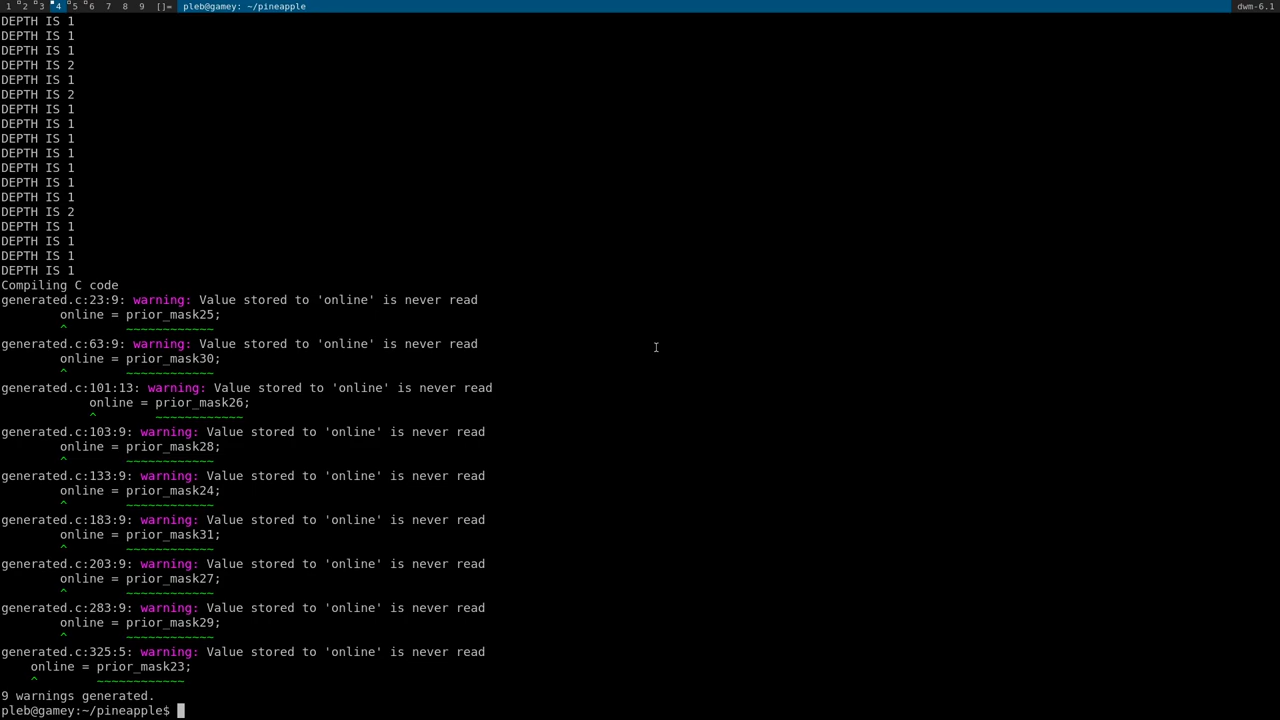 1 2 3 4 5 6 7 8 9 []= pleb@gamey: ~/pineapple dwm-6.1
DEPTH IS 1
DEPTH IS 1
DEPTH IS 1
DEPTH IS 2
DEPTH IS 1
DEPTH IS 2
DEPTH IS 1
DEPTH IS 1
DEPTH IS 1
DEPTH IS 1
DEPTH IS 1
DEPTH IS 1
DEPTH IS 1
DEPTH IS 2
DEPTH IS 1
DEPTH IS 1
DEPTH IS 1
DEPTH IS 1
Compiling C code
generated.c:23:9: warning: Value stored to 'online' is never read
        online = prior_mask25;
        ^        ~~~~~~~~~~~~
generated.c:63:9: warning: Value stored to 'online' is never read
        online = prior_mask30;
        ^        ~~~~~~~~~~~~
generated.c:101:13: warning: Value stored to 'online' is never read
            online = prior_mask26;
            ^        ~~~~~~~~~~~~
generated.c:103:9: warning: Value stored to 'online' is never read
        online = prior_mask28;
        ^        ~~~~~~~~~~~~
generated.c:133:9: warning: Value stored to 'online' is never read
        online = prior_mask24;
        ^        ~~~~~~~~~~~~
generated.c:183:9: warning: Value stored to 'online' is never read
        online = prior_mask31;
        ^        ~~~~~~~~~~~~
generated.c:203:9: warning: Value stored to 'online' is never read
        online = prior_mask27;
        ^        ~~~~~~~~~~~~
generated.c:283:9: warning: Value stored to 'online' is never read
        online = prior_mask29;
        ^        ~~~~~~~~~~~~
generated.c:325:5: warning: Value stored to 'online' is never read
    online = prior_mask23;
    ^        ~~~~~~~~~~~~
9 warnings generated.
pleb@gamey:~/pineapple$